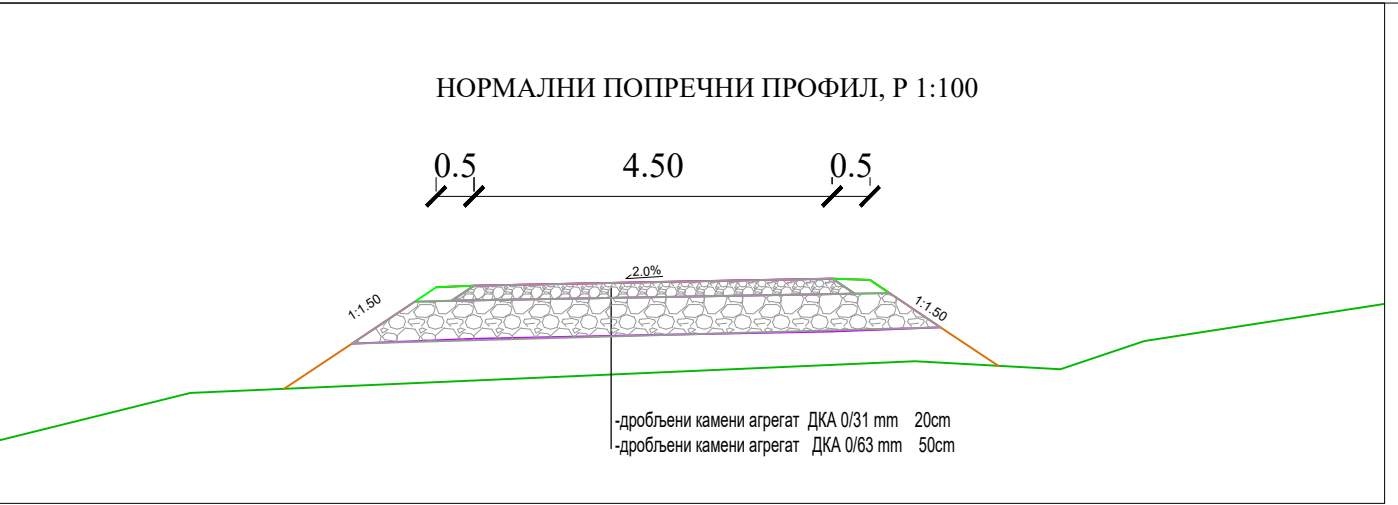 НОРМАЛНИ ПОПРЕЧНИ ПРОФИЛ, Р 1:100
0.5 4.50 0.5
2.0%
1:1.50 1:1.50
-дробљени камени агрегат ДКА 0/31 mm 20cm
-дробљени камени агрегат ДКА 0/63 mm 50cm